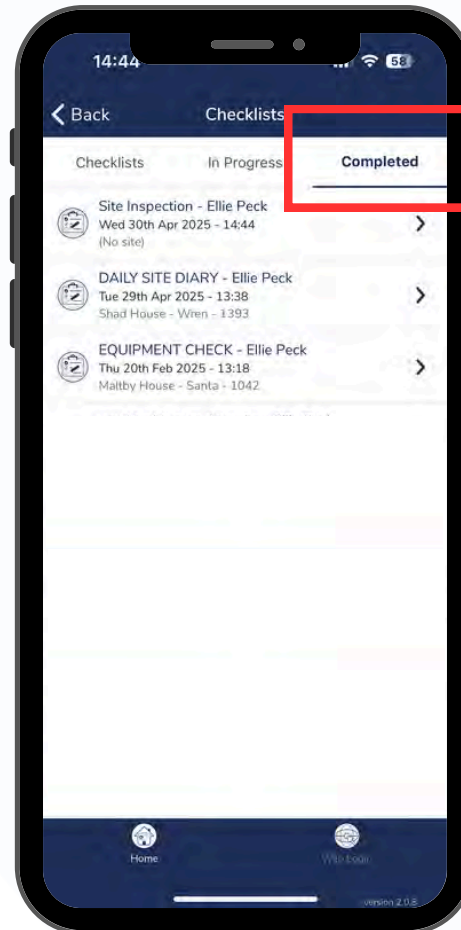 14:44
58
Back
Checklists
Checklists
In Progress
Completed
Site Inspection - Ellie Peck
Wed 30th Apr 2025 - 14:44
(No site)
DAILY SITE DIARY - Ellie Peck
Tue 29th Apr 2025 - 13:38
Shad House - Wren - 1393
EQUIPMENT CHECK - Ellie Peck
Thu 20th Feb 2025 - 13:18
Maltby House - Santa - 1042
Home
version 2.0.8